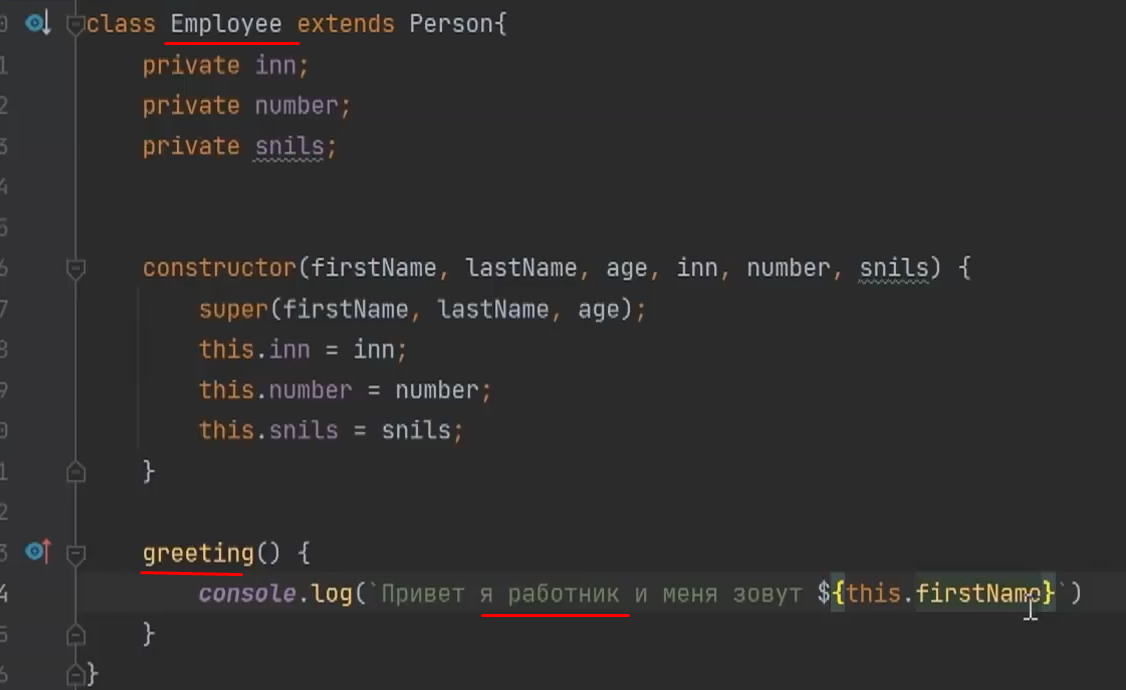 class Employee extends Person{
private inn;
private number;
private snils;
constructor(firstName, lastName, age, inn, number, snils) {
super(firstName, lastName, age);
this.inn = inn;
this.number = number;
this.snils = snils;
}
greeting() {
console.log(`Привет я работник и меня зовут ${this.firstName}`)
}
}